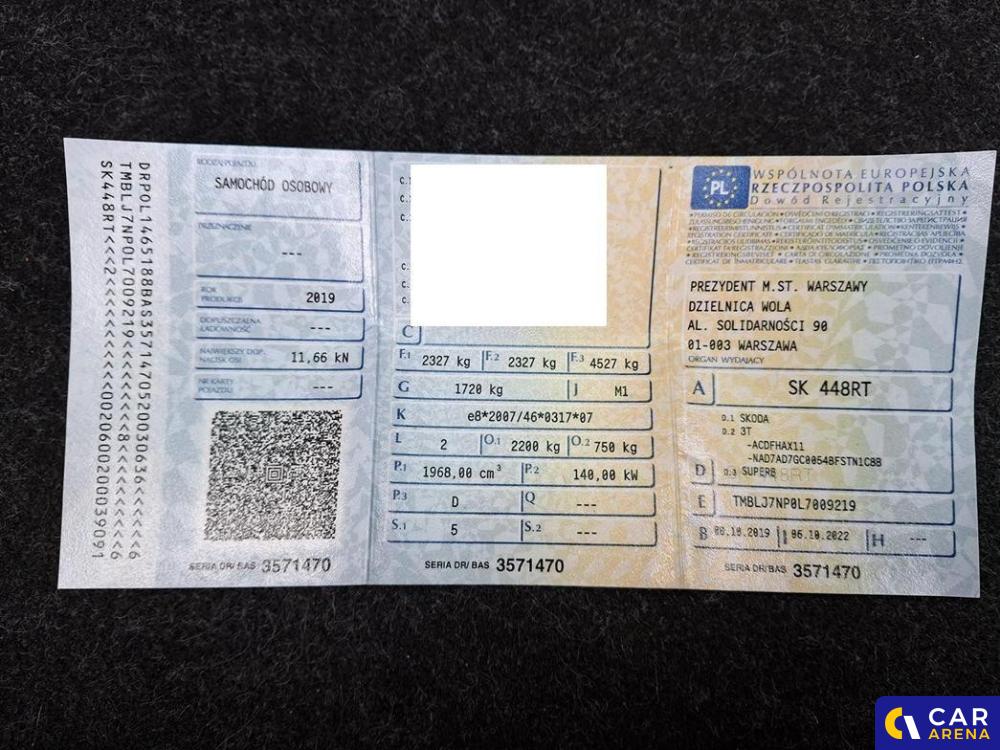 DRPOL1465188BAS3571470520030636<<<<6
TMBLJ7NP0L7009219<<<<<<<8<<<<<<<6
SK448RT<<2<<<<<<<<<<
RODZAJ POJAZDU
SAMOCHÓD OSOBOWY
PRZEZNACZENIE
---
ROK PRODUKCJI
2019
DOPUSZCZALNA ŁADOWNOŚĆ
---
NAJWIĘKSZY DOP. NACISK OSI
11,66 kN
NR KARTY POJAZDU
---
SERIA DR/BAS 3571470
C.1
C.
C.
C.
C.
C.
C
F.1 2327 kg F.2 2327 kg F.3 4527 kg
G 1720 kg J M1
K e8*2007/46*0317*07
L 2 O.1 2200 kg O.2 750 kg
P.1 1968,00 cm³ P.2 140,00 kW
P.3 D Q ---
S.1 5 S.2 ---
SERIA DR/BAS 3571470
PL
WSPÓLNOTA EUROPEJSKA
RZECZPOSPOLITA POLSKA
Dowód Rejestracyjny
PREZYDENT M.ST. WARSZAWY
DZIELNICA WOLA
AL. SOLIDARNOŚCI 90
01-003 WARSZAWA
ORGAN WYDAJĄCY
A SK 448RT
D.1 SKODA
D.2 3T
-ACDFHAX11
-NAD7AD7GC0054BFSTN1C8B
D D.3 SUPERB
E TMBLJ7NP0L7009219
B 06.10.2019 I 06.10.2022 H ---
SERIA DR/BAS 3571470
CAR
ARENA